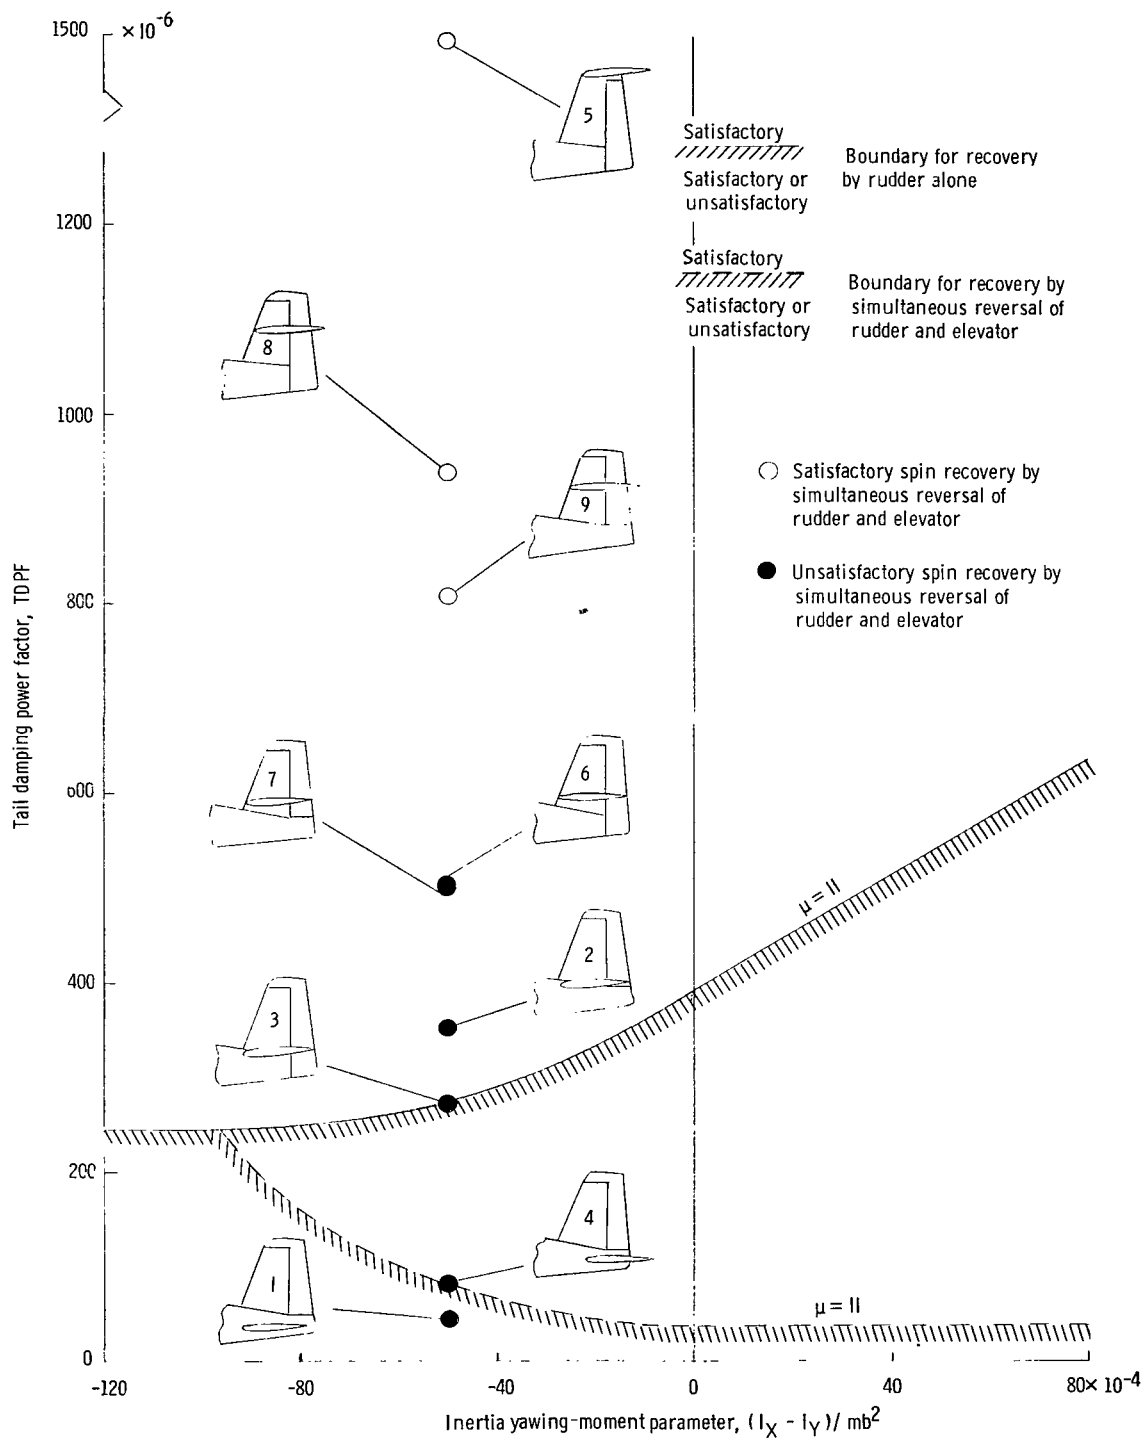 1500 × 10⁻⁶
5
Satisfactory
Boundary for recovery
by rudder alone
Satisfactory or
unsatisfactory
1200
Satisfactory
Boundary for recovery by
simultaneous reversal of
rudder and elevator
Satisfactory or
unsatisfactory
8
1000
9
Satisfactory spin recovery by
simultaneous reversal of
rudder and elevator
Unsatisfactory spin recovery by
simultaneous reversal of
rudder and elevator
800
Tail damping power factor, TDPF
7
6
600
μ = 11
2
400
3
200
4
1
μ = 11
0
-120
-80
-40
0
40
80 × 10⁻⁴
Inertia yawing-moment parameter, (I_X - I_Y)/ mb²